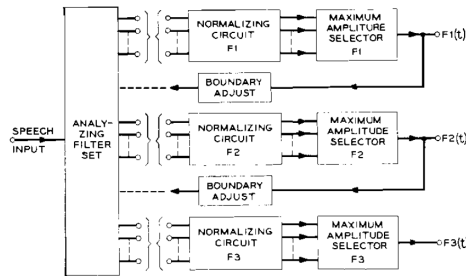 NORMALIZING
CIRCUIT
F1
MAXIMUM
AMPLITUDE
SELECTOR
F1
F1(t)
BOUNDARY
ADJUST
SPEECH
INPUT
ANALY-
ZING
FILTER
SET
NORMALIZING
CIRCUIT
F2
MAXIMUM
AMPLITUDE
SELECTOR
F2
F2(t)
BOUNDARY
ADJUST
NORMALIZING
CIRCUIT
F3
MAXIMUM
AMPLITUDE
SELECTOR
F3
F3(t)